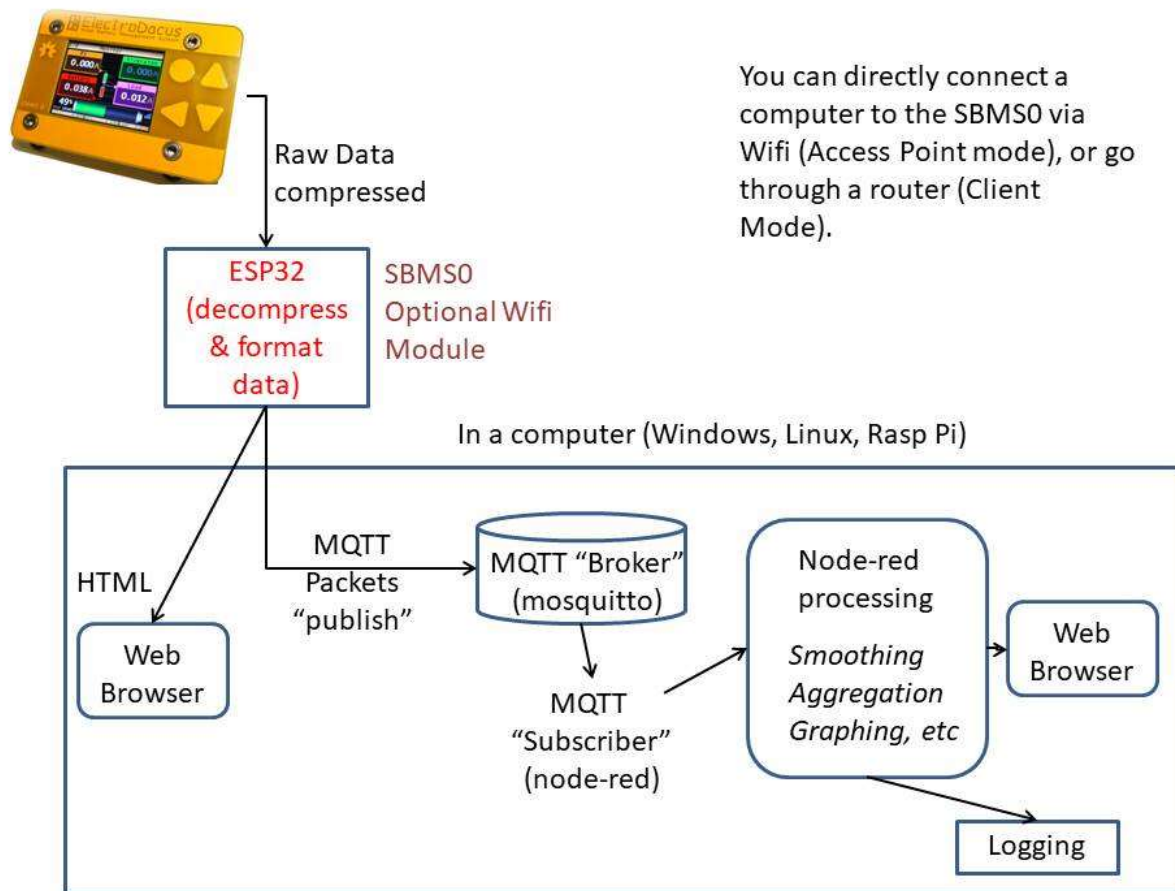 ElectroDacus
0.000A
0.000A
0.038A
0.012A
49%
You can directly connect a
computer to the SBMS0 via
Wifi (Access Point mode), or go
through a router (Client
Mode).
Raw Data
compressed
ESP32
(decompress
& format
data)
SBMS0
Optional Wifi
Module
In a computer (Windows, Linux, Rasp Pi)
HTML
Web
Browser
MQTT
Packets
“publish”
MQTT “Broker”
(mosquitto)
MQTT
“Subscriber”
(node-red)
Node-red
processing
Smoothing
Aggregation
Graphing, etc
Web
Browser
Logging